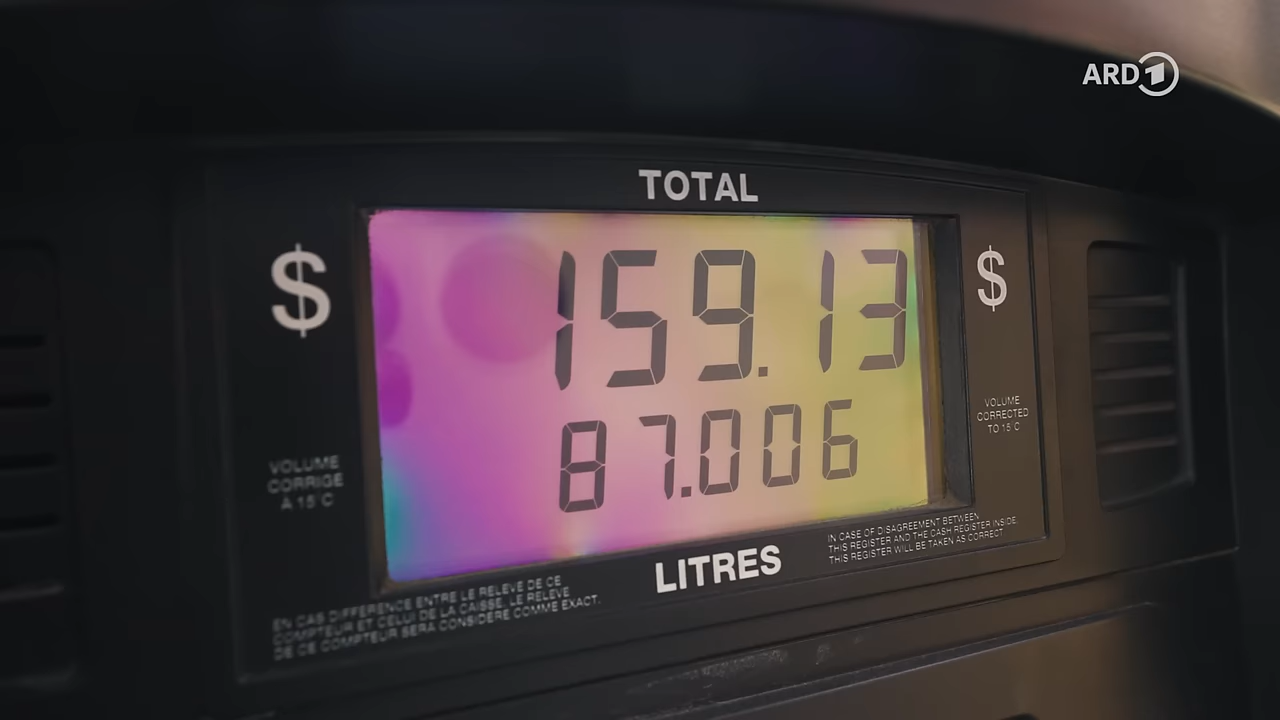 ARD 1
TOTAL
$
159.13
$
87.006
VOLUME
CORRECTED
TO 15°C
VOLUME
CORRIGE
A 15°C
LITRES
IN CASE OF DISAGREEMENT BETWEEN
THIS REGISTER AND THE CASH REGISTER INSIDE,
THIS REGISTER WILL BE TAKEN AS CORRECT.
EN CAS DIFFERENCE ENTRE LE RELEVE DE CE
COMPTEUR ET CELUI DE LA CAISSE, LE RELEVE
DE CE COMPTEUR SERA CONSIDERE COMME EXACT.